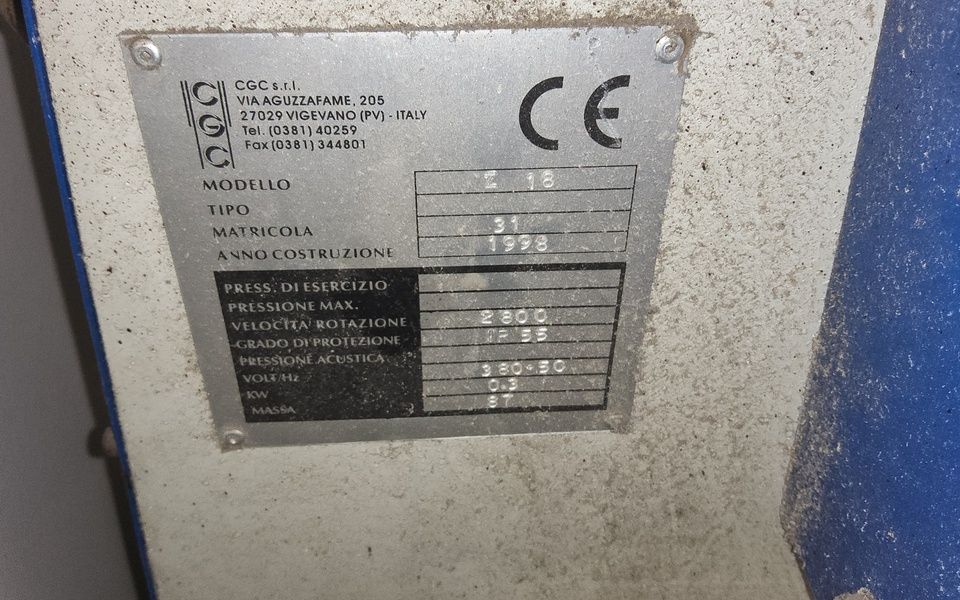 CGC
CGC s.r.l.
VIA AGUZZAFAME, 205
27029 VIGEVANO (PV) - ITALY
Tel. (0381) 40259
Fax (0381) 344801
CE
MODELLO Z 18
TIPO
MATRICOLA 31
ANNO COSTRUZIONE 1998
PRESS. DI ESERCIZIO
PRESSIONE MAX.
VELOCITA' ROTAZIONE 2800
GRADO DI PROTEZIONE IP 55
PRESSIONE ACUSTICA
VOLT/Hz 380-50
KW 0.3
MASSA 87